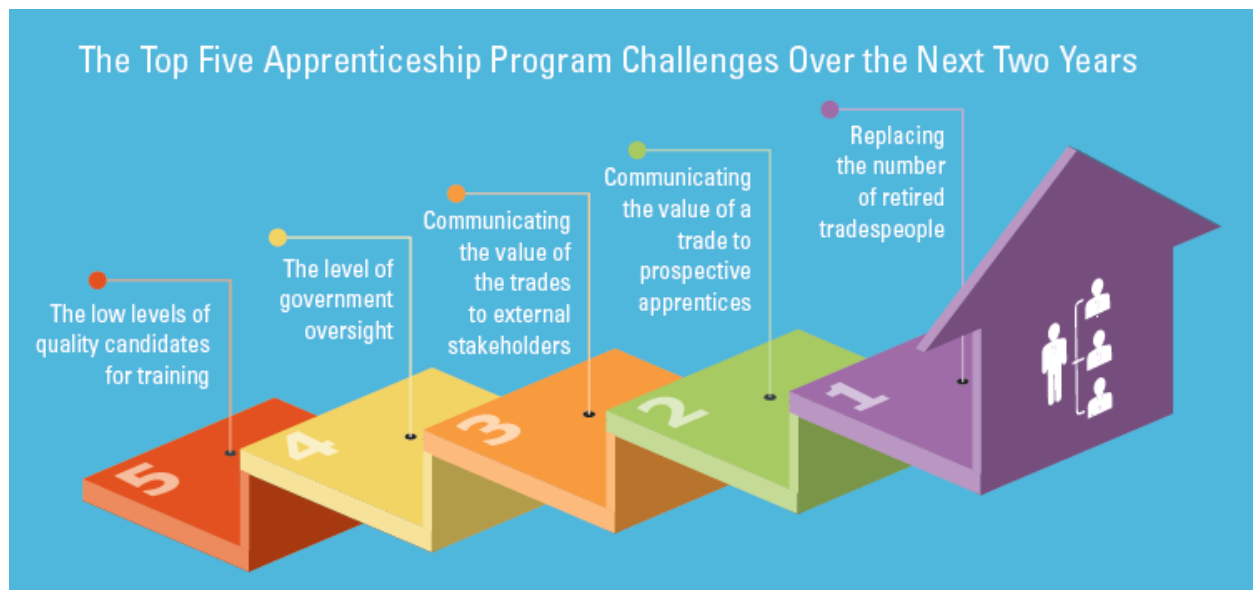 The Top Five Apprenticeship Program Challenges Over the Next Two Years
The low levels of
quality candidates
for training
The level of
government
oversight
Communicating
the value of
the trades
to external
stakeholders
Communicating
the value of a
trade to
prospective
apprentices
Replacing
the number
of retired
tradespeople
5
4
3
2
1